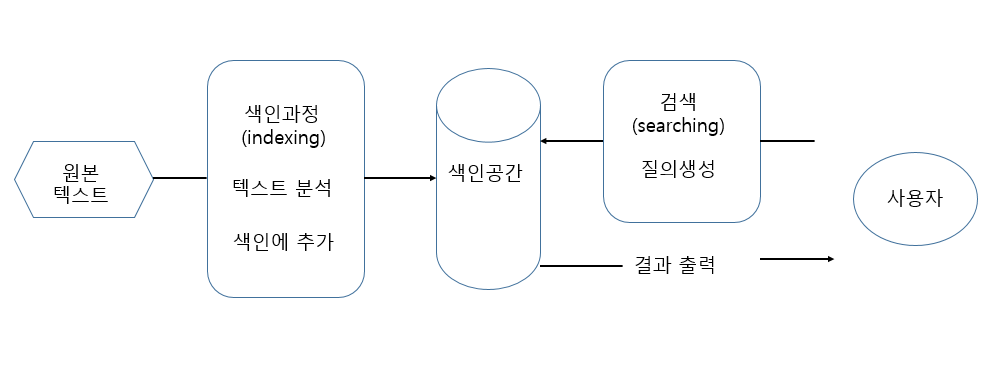 원본
텍스트
색인과정
(indexing)
텍스트 분석
색인에 추가
색인공간
검색
(searching)
질의생성
결과 출력
사용자